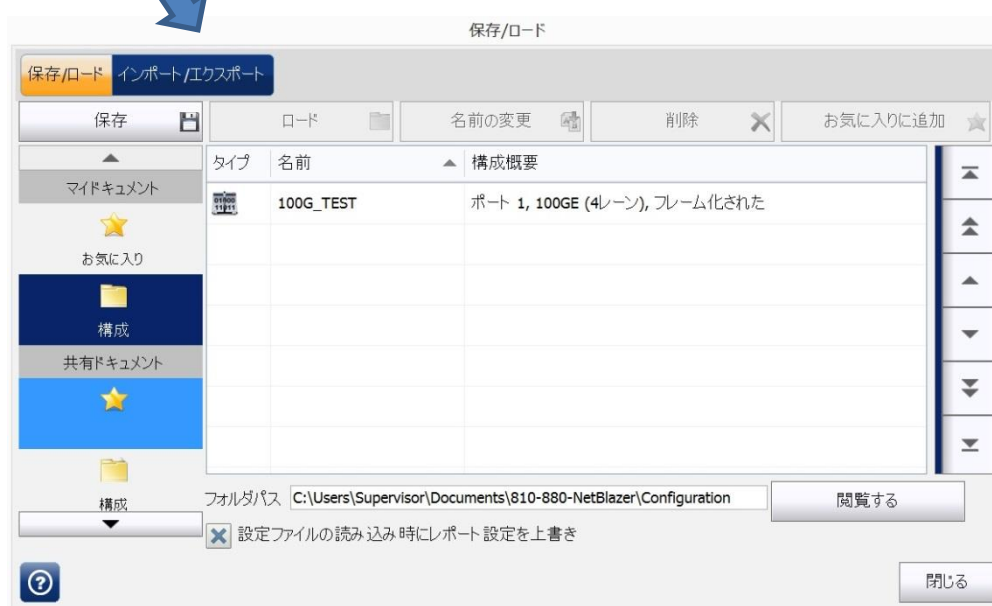 保存/ロード
保存/ロード インポート/エクスポート
保存 ロード 名前の変更 削除 お気に入りに追加
マイドキュメント
お気に入り
構成
共有ドキュメント
構成
タイプ 名前 構成概要
100G_TEST ポート 1, 100GE (4レーン), フレーム化された
フォルダパス C:\Users\Supervisor\Documents\810-880-NetBlazer\Configuration 閲覧する
設定ファイルの読み込み時にレポート設定を上書き
閉じる